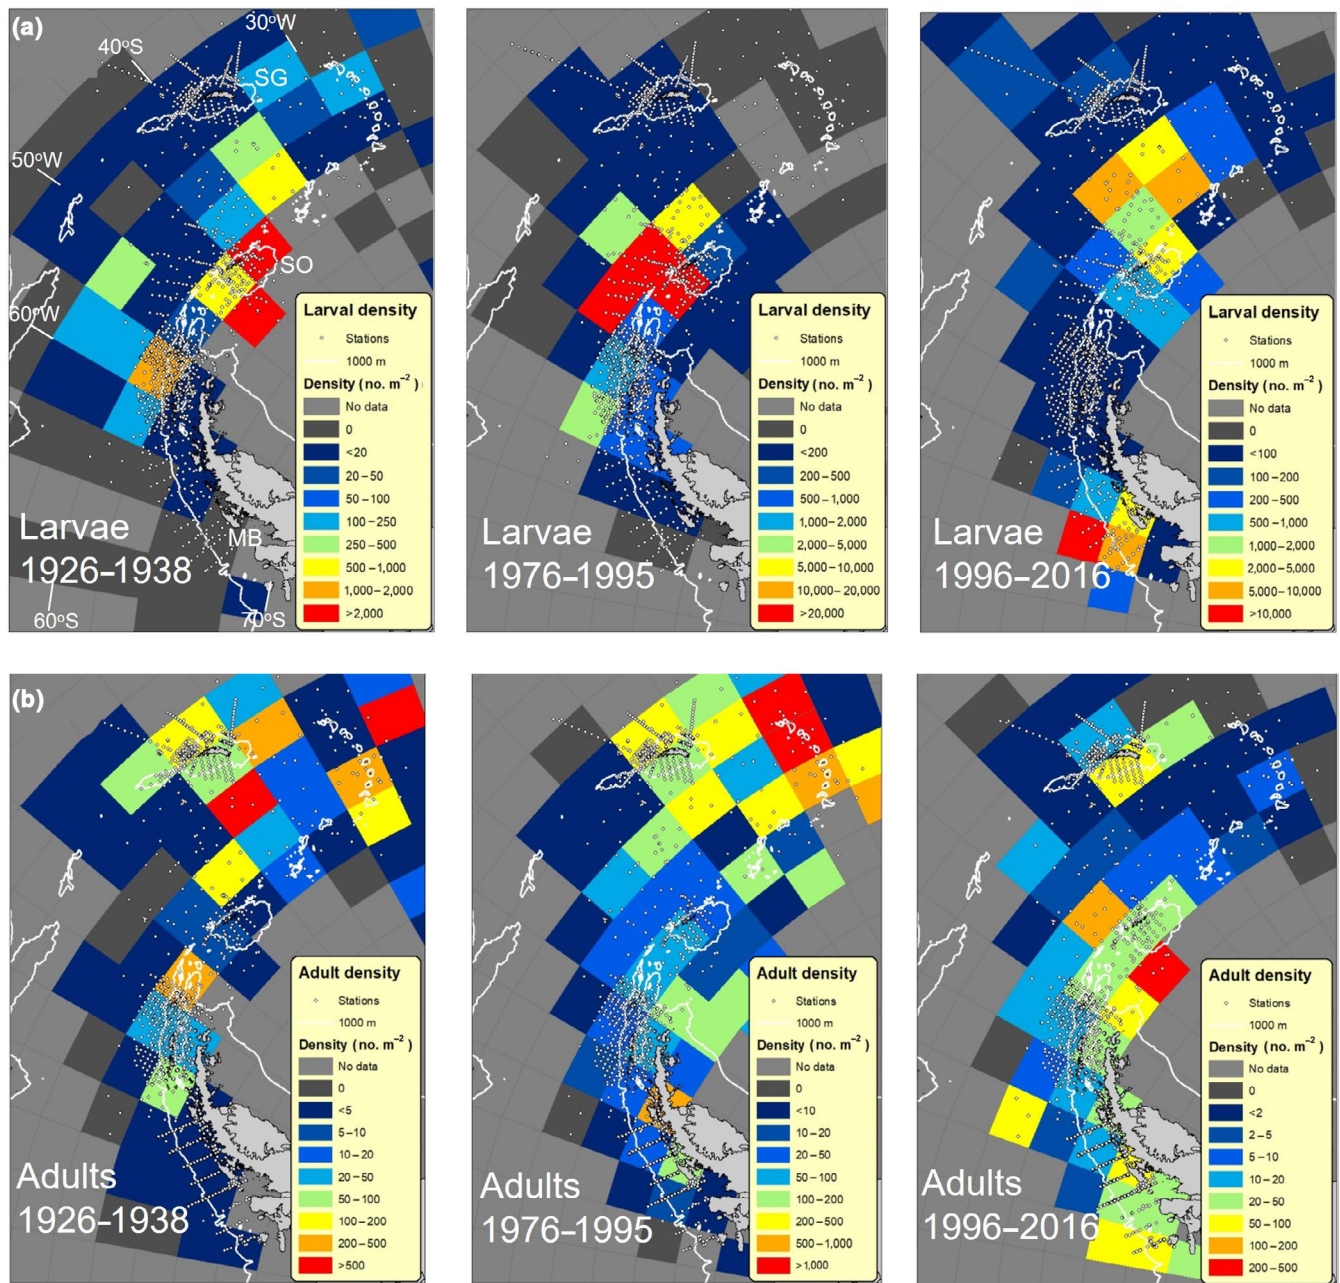 (a)
30°W
40°S
SG
50°W
SO
60°W
MB
60°S
70°S
Larvae
1926–1938
Larval density
Stations
1000 m
Density (no. m⁻²)
No data
0
<20
20–50
50–100
100–250
250–500
500–1,000
1,000–2,000
>2,000
Larvae
1976–1995
Larval density
Stations
1000 m
Density (no. m⁻²)
No data
0
<200
200–500
500–1,000
1,000–2,000
2,000–5,000
5,000–10,000
10,000–20,000
>20,000
Larvae
1996–2016
Larval density
Stations
1000 m
Density (no. m⁻²)
No data
0
<100
100–200
200–500
500–1,000
1,000–2,000
2,000–5,000
5,000–10,000
>10,000
(b)
Adults
1926–1938
Adult density
Stations
1000 m
Density (no. m⁻²)
No data
0
<5
5–10
10–20
20–50
50–100
100–200
200–500
>500
Adults
1976–1995
Adult density
Stations
1000 m
Density (no. m⁻²)
No data
0
<10
10–20
20–50
50–100
100–200
200–500
500–1,000
>1,000
Adults
1996–2016
Adult density
Stations
1000 m
Density (no. m⁻²)
No data
0
<2
2–5
5–10
10–20
20–50
50–100
100–200
200–500